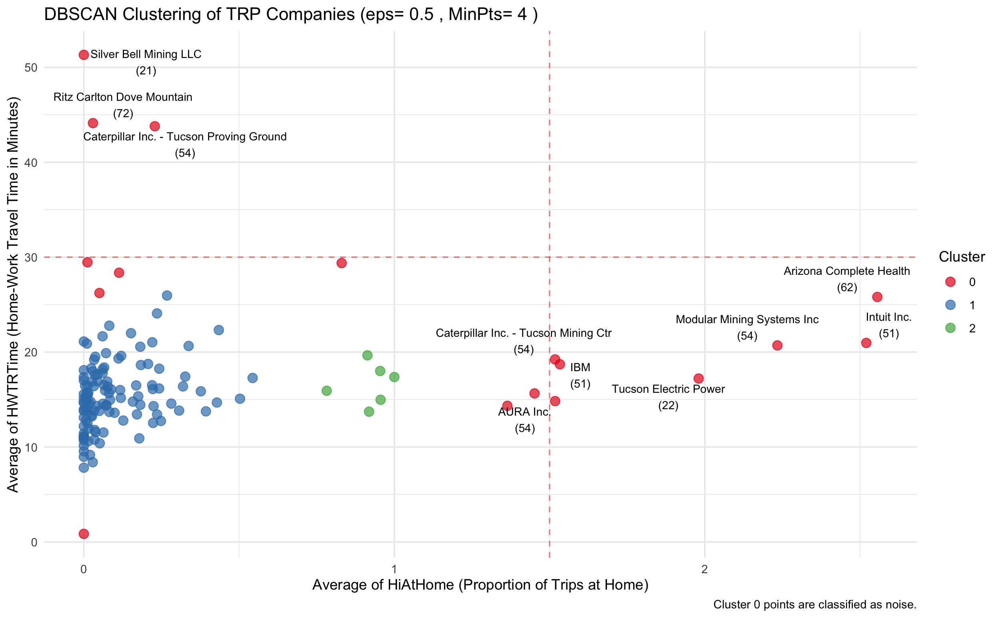 DBSCAN Clustering of TRP Companies (eps= 0.5 , MinPts= 4 )
Average of HWTRTime (Home-Work Travel Time in Minutes)
50
40
30
20
10
0
Silver Bell Mining LLC
(21)
Ritz Carlton Dove Mountain
(72)
Caterpillar Inc. - Tucson Proving Ground
(54)
Arizona Complete Health
(62)
Modular Mining Systems Inc
(54)
Intuit Inc.
(51)
Caterpillar Inc. - Tucson Mining Ctr
(54)
IBM
(51)
Tucson Electric Power
(22)
AURA Inc.
(54)
Cluster
0
1
2
0
1
2
Average of HiAtHome (Proportion of Trips at Home)
Cluster 0 points are classified as noise.